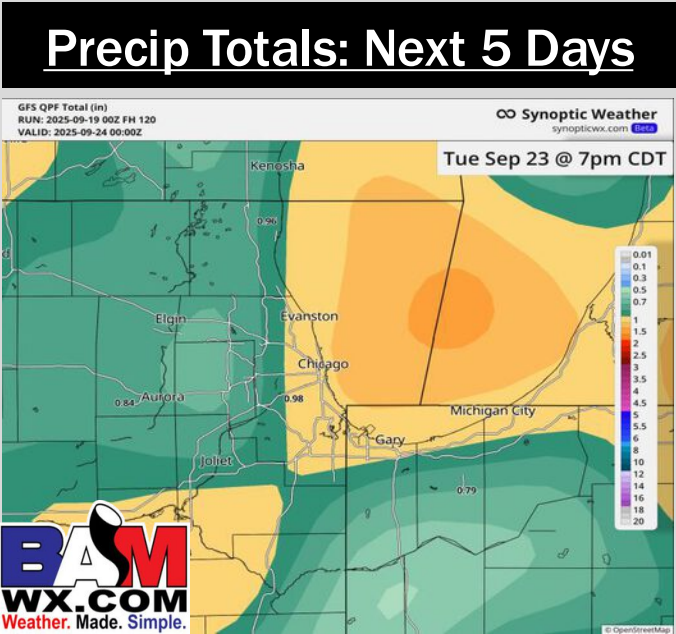 Precip Totals: Next 5 Days
GFS QPF Total (in)
RUN: 2025-09-19 00Z FH 120
VALID: 2025-09-24 00:00Z
Synoptic Weather
synopticwx.com Beta
Tue Sep 23 @ 7pm CDT
Kenosha
0.96
Elgin
Evanston
Chicago
0.84
Aurora
0.98
Michigan City
Gary
Joliet
0.79
0.01
0.1
0.3
0.5
0.7
1
1.5
2
2.5
3
3.5
4
4.5
5
5.5
6
8
10
12
14
16
18
20
BAM
WX.COM
Weather. Made. Simple.
© OpenStreetMap